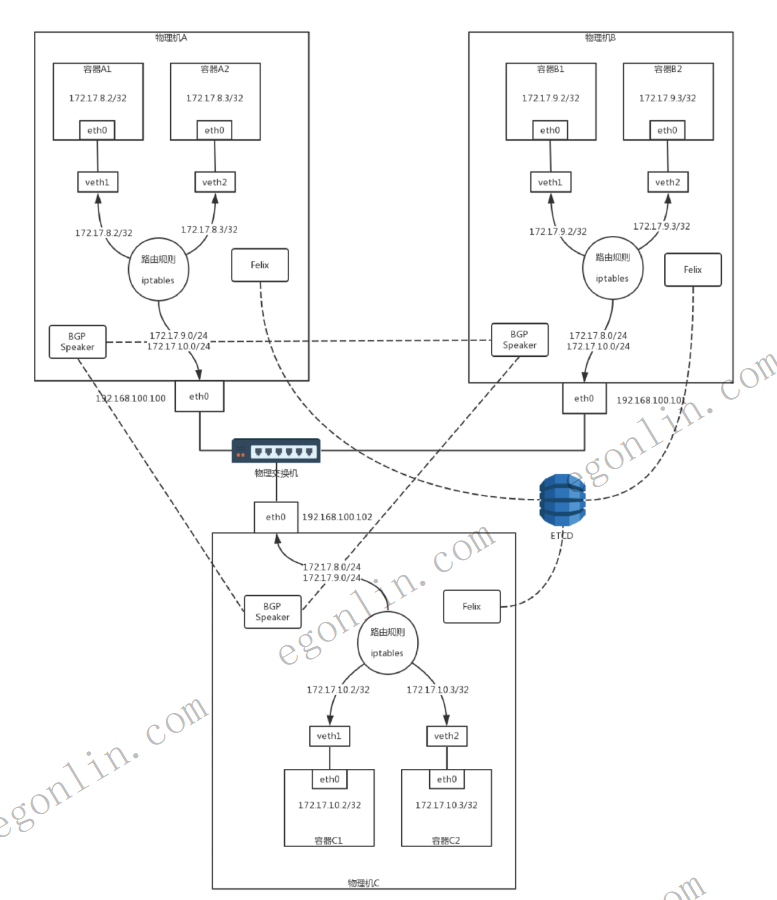 物理机A
容器A1
172.17.8.2/32
eth0
veth1
容器A2
172.17.8.3/32
eth0
veth2
172.17.8.2/32
172.17.8.3/32
路由规则
iptables
Felix
BGP
Speaker
172.17.9.0/24
172.17.10.0/24
192.168.100.100
eth0
物理机B
容器B1
172.17.9.2/32
eth0
veth1
容器B2
172.17.9.3/32
eth0
veth2
172.17.9.2/32
172.17.9.3/32
路由规则
iptables
Felix
BGP
Speaker
172.17.8.0/24
172.17.10.0/24
eth0
192.168.100.101
物理交换机
ETCD
eth0
192.168.100.102
172.17.8.0/24
172.17.9.0/24
BGP
Speaker
Felix
路由规则
iptables
172.17.10.2/32
172.17.10.3/32
veth1
veth2
eth0
172.17.10.2/32
容器C1
eth0
172.17.10.3/32
容器C2
物理机C
egonlin.com
egonlin.com
egonlin.com
om